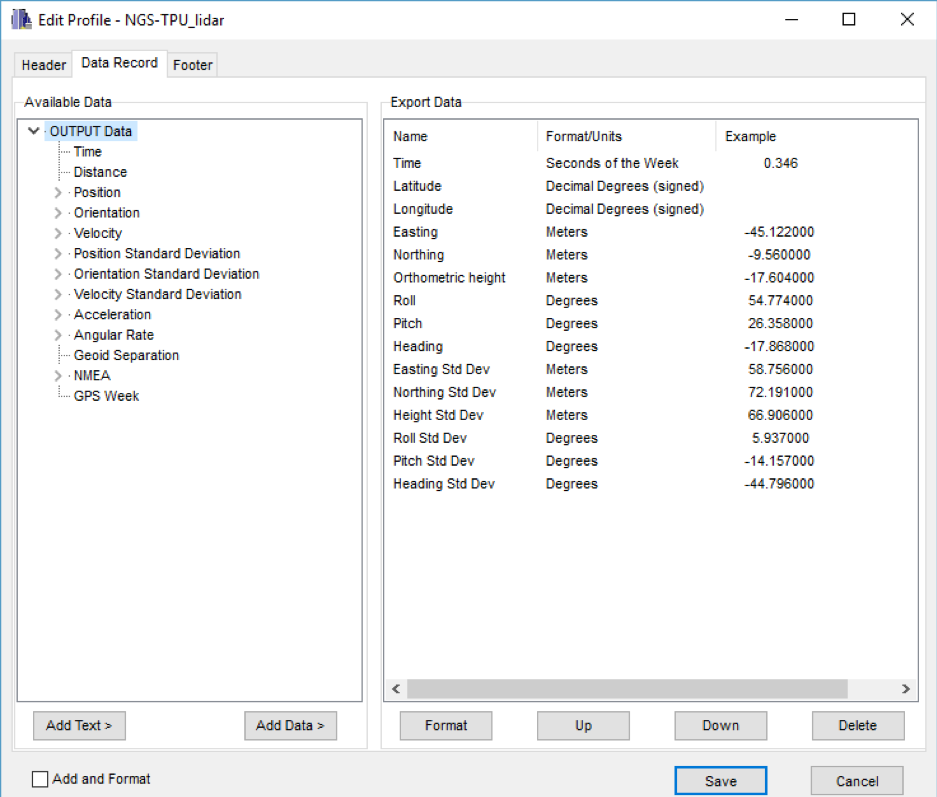 Edit Profile - NGS-TPU_lidar
Header Data Record Footer
Available Data
OUTPUT Data
Time
Distance
Position
Orientation
Velocity
Position Standard Deviation
Orientation Standard Deviation
Velocity Standard Deviation
Acceleration
Angular Rate
Geoid Separation
NMEA
GPS Week
Add Text >
Add Data >
Export Data
Name Format/Units Example
Time Seconds of the Week 0.346
Latitude Decimal Degrees (signed)
Longitude Decimal Degrees (signed)
Easting Meters -45.122000
Northing Meters -9.560000
Orthometric height Meters -17.604000
Roll Degrees 54.774000
Pitch Degrees 26.358000
Heading Degrees -17.868000
Easting Std Dev Meters 58.756000
Northing Std Dev Meters 72.191000
Height Std Dev Meters 66.906000
Roll Std Dev Degrees 5.937000
Pitch Std Dev Degrees -14.157000
Heading Std Dev Degrees -44.796000
Format Up Down Delete
Add and Format
Save Cancel